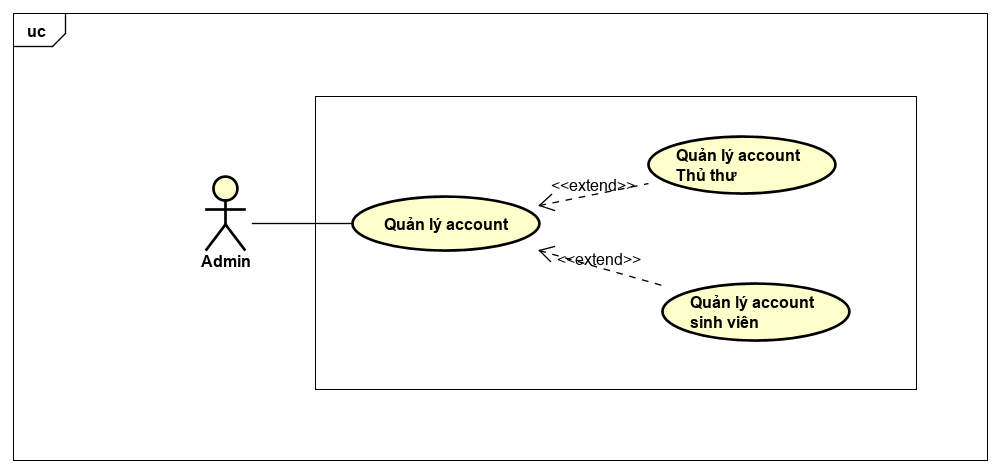 uc
Quản lý account
Thủ thư
<<extend>>
Quản lý account
Admin
<<extend>>
Quản lý account
sinh viên